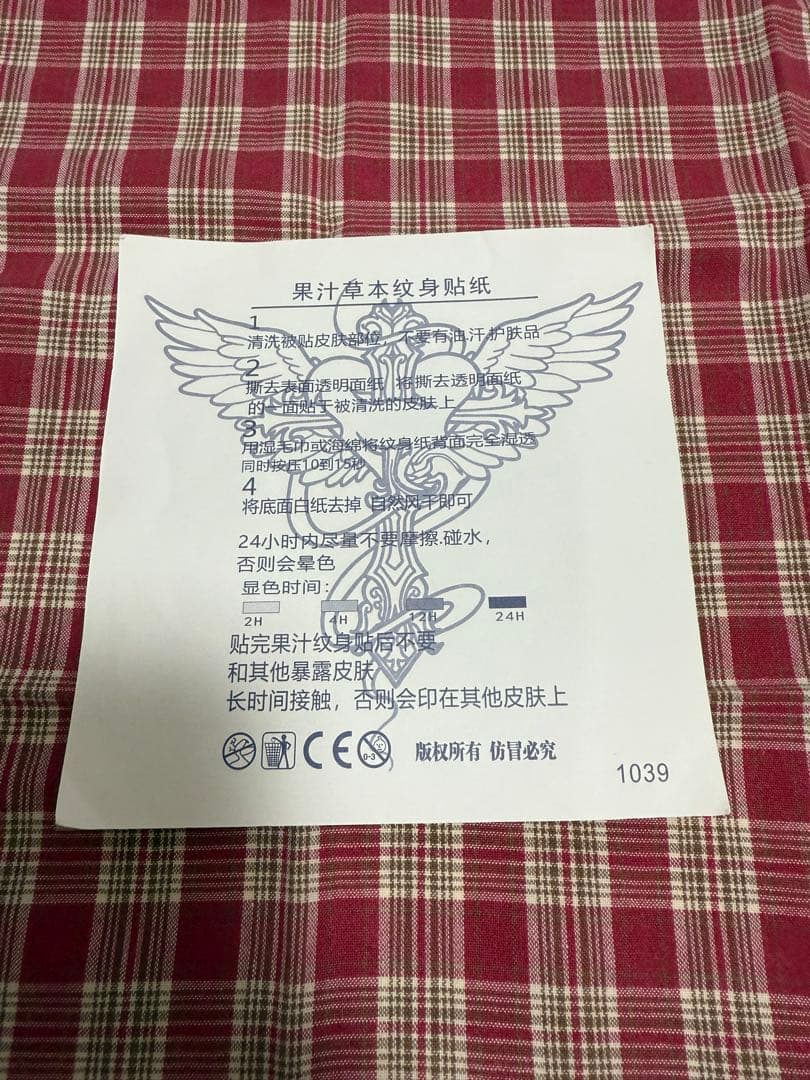 果汁草本纹身贴纸
1
清洗被贴皮肤部位，不要有油.汗.护肤品
2
撕去表面透明面纸 将撕去透明面纸
的一面贴于被清洗的皮肤上
3
用湿毛巾或海绵将纹身纸背面完全湿透
同时按压10到15秒
4
将底面白纸去掉 自然风干即可
24小时内尽量不要摩擦.碰水，
否则会晕色
显色时间：
2H 4H 12H 24H
贴完果汁纹身贴后不要
和其他暴露皮肤
长时间接触，否则会印在其他皮肤上
CE 0-3 版权所有 仿冒必究
1039